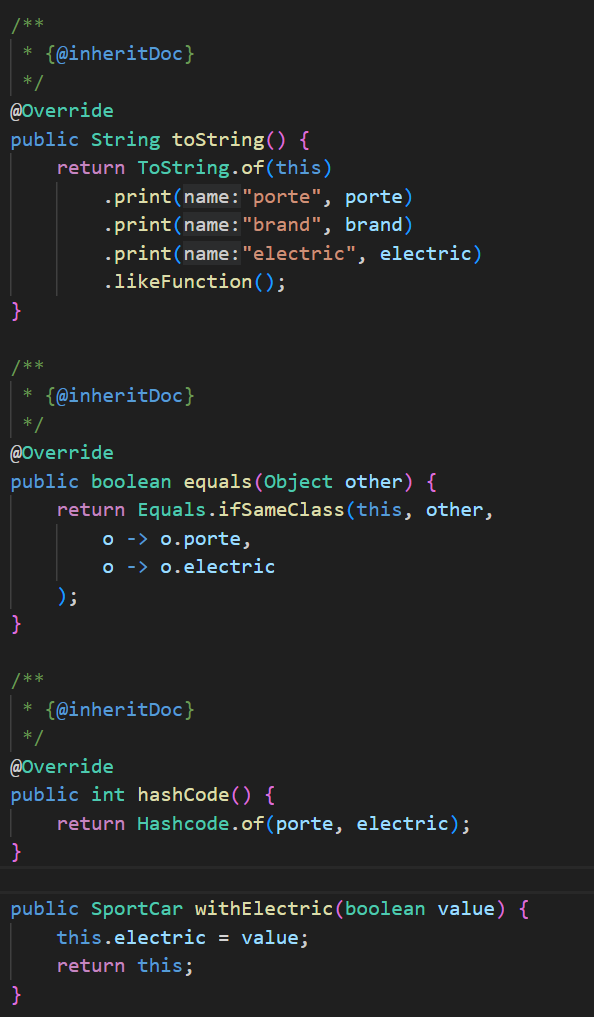 /**
 * {@inheritDoc}
 */
@Override
public String toString() {
    return ToString.of(this)
        .print(name:"porte", porte)
        .print(name:"brand", brand)
        .print(name:"electric", electric)
        .likeFunction();
}

/**
 * {@inheritDoc}
 */
@Override
public boolean equals(Object other) {
    return Equals.ifSameClass(this, other,
        o -> o.porte,
        o -> o.electric
    );
}

/**
 * {@inheritDoc}
 */
@Override
public int hashCode() {
    return Hashcode.of(porte, electric);
}

public SportCar withElectric(boolean value) {
    this.electric = value;
    return this;
}